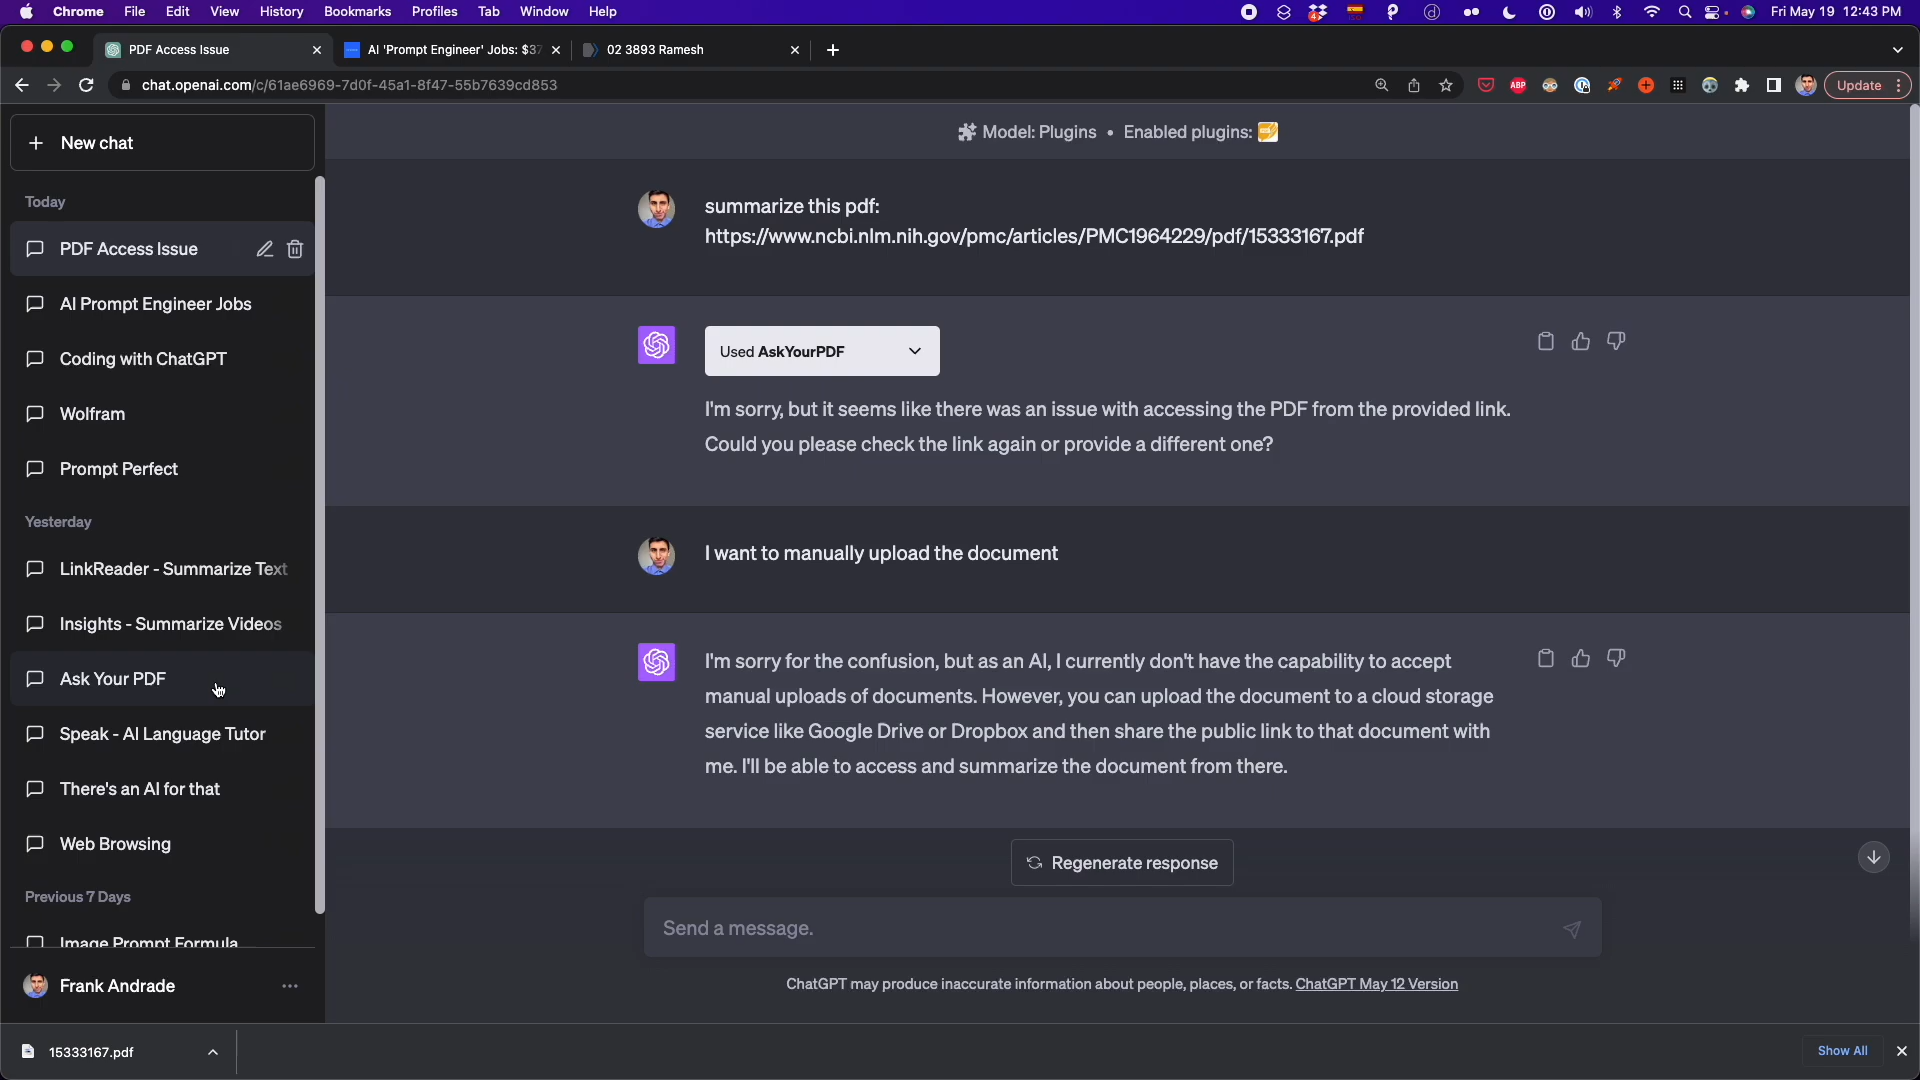 Chrome File Edit View History Bookmarks Profiles Tab Window Help
Fri May 19 12:43 PM
PDF Access Issue
AI 'Prompt Engineer' Jobs: $37
02 3893 Ramesh
chat.openai.com/c/61ae6969-7d0f-45a1-8f47-55b7639cd853
ABP
Update
New chat
Today
PDF Access Issue
AI Prompt Engineer Jobs
Coding with ChatGPT
Wolfram
Prompt Perfect
Yesterday
LinkReader - Summarize Text
Insights - Summarize Videos
Ask Your PDF
Speak - AI Language Tutor
There's an AI for that
Web Browsing
Previous 7 Days
Image Prompt Formula
Frank Andrade
Model: Plugins • Enabled plugins:
summarize this pdf:
https://www.ncbi.nlm.nih.gov/pmc/articles/PMC1964229/pdf/15333167.pdf
Used AskYourPDF
I'm sorry, but it seems like there was an issue with accessing the PDF from the provided link.
Could you please check the link again or provide a different one?
I want to manually upload the document
I'm sorry for the confusion, but as an AI, I currently don't have the capability to accept
manual uploads of documents. However, you can upload the document to a cloud storage
service like Google Drive or Dropbox and then share the public link to that document with
me. I'll be able to access and summarize the document from there.
Regenerate response
Send a message.
ChatGPT may produce inaccurate information about people, places, or facts. ChatGPT May 12 Version
15333167.pdf
Show All